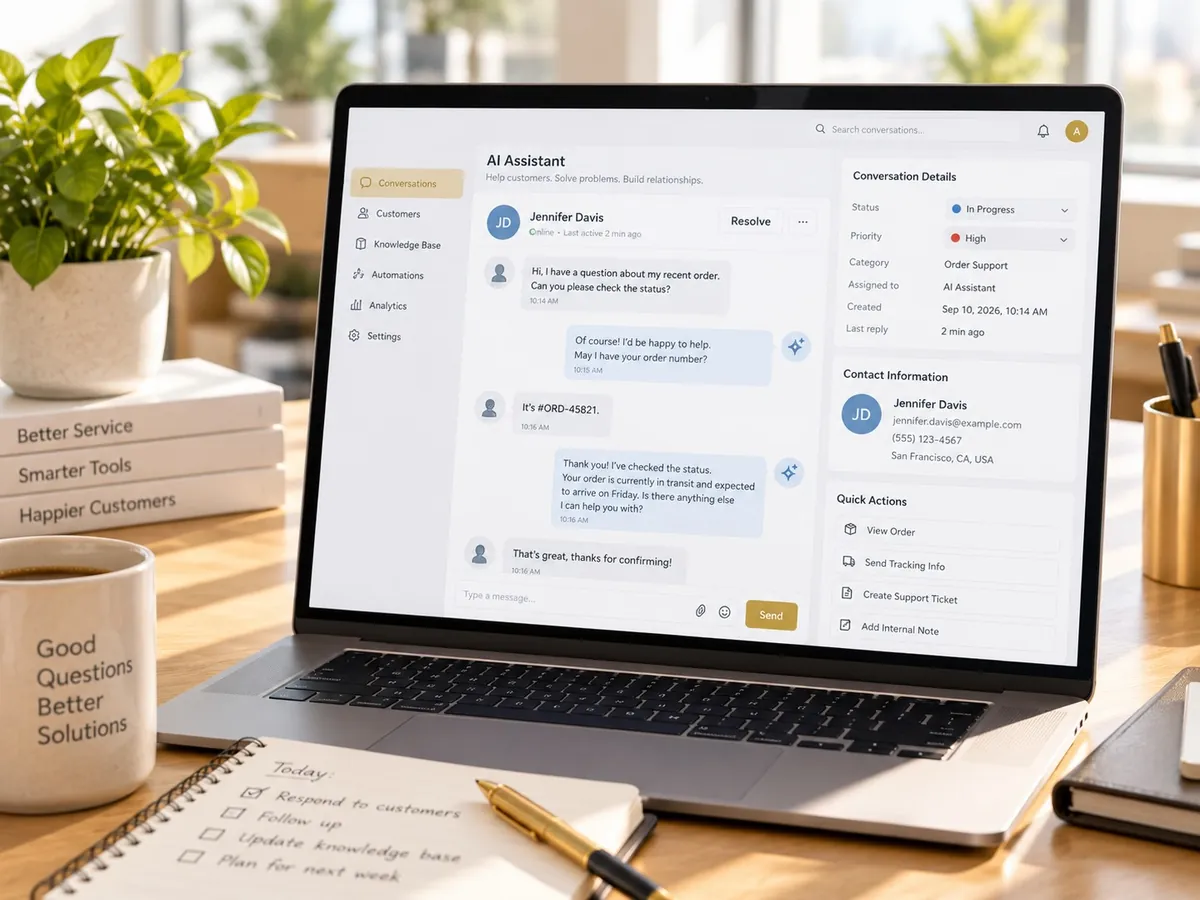 Search conversations...
A
Conversations
Customers
Knowledge Base
Automations
Analytics
Settings
AI Assistant
Help customers. Solve problems. Build relationships.
JD
Jennifer Davis
Online • Last active 2 min ago
Resolve
...
Hi, I have a question about my recent order.
Can you please check the status?
10:14 AM
Of course! I'd be happy to help.
May I have your order number?
10:15 AM
It's #ORD-45821.
10:16 AM
Thank you! I've checked the status.
Your order is currently in transit and expected
to arrive on Friday. Is there anything else
I can help you with?
10:16 AM
That's great, thanks for confirming!
10:16 AM
Type a message...
Send
Conversation Details
Status In Progress
Priority High
Category Order Support
Assigned to AI Assistant
Created Sep 10, 2026, 10:14 AM
Last reply 2 min ago
Contact Information
JD
Jennifer Davis
jennifer.davis@example.com
(555) 123-4567
San Francisco, CA, USA
Quick Actions
View Order
Send Tracking Info
Create Support Ticket
Add Internal Note
Better Service
Smarter Tools
Happier Customers
Good
Questions
Better
Solutions
Today:
Respond to customers
Follow up
Update knowledge base
Plan for next week